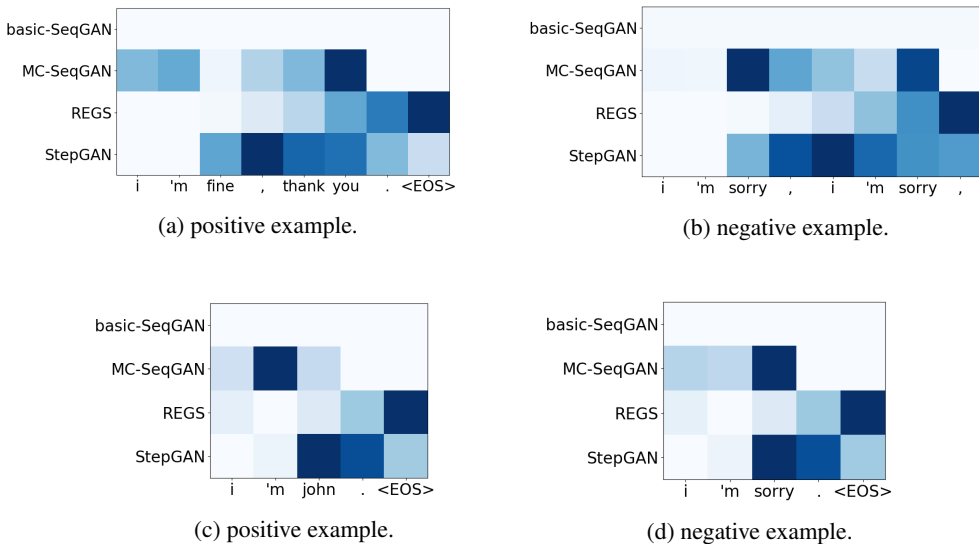 basic-SeqGAN
MC-SeqGAN
REGS
StepGAN
i 'm fine , thank you . <EOS>
(a) positive example.
basic-SeqGAN
MC-SeqGAN
REGS
StepGAN
i 'm sorry , i 'm sorry ,
(b) negative example.
basic-SeqGAN
MC-SeqGAN
REGS
StepGAN
i 'm john . <EOS>
(c) positive example.
basic-SeqGAN
MC-SeqGAN
REGS
StepGAN
i 'm sorry . <EOS>
(d) negative example.